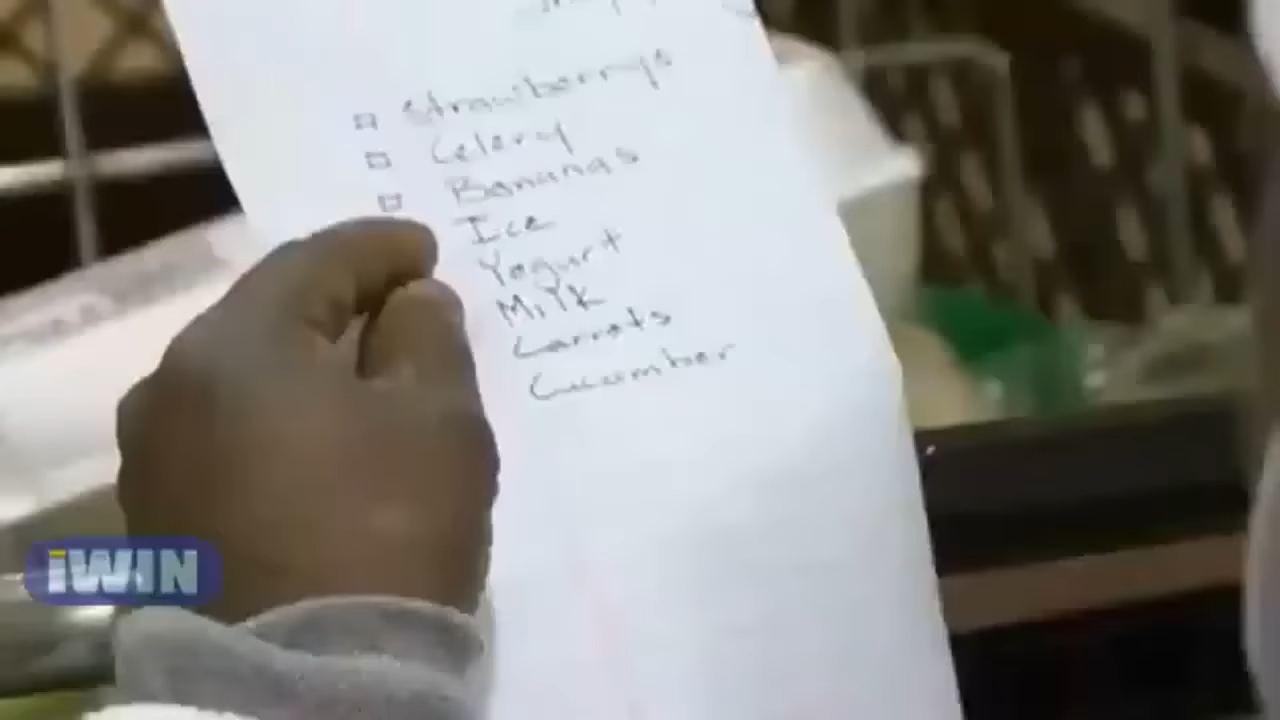 Strawberrys
Celery
Bananas
Ice
Yogurt
Milk
Carrots
Cucumber
iWIN